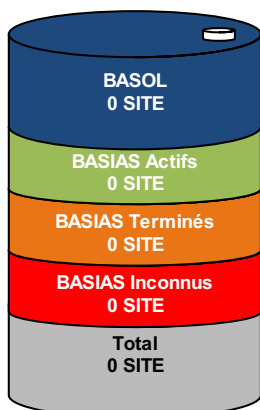 BASOL
0 SITE
BASIAS Actifs
0 SITE
BASIAS Terminés
0 SITE
BASIAS Inconnus
0 SITE
Total
0 SITE